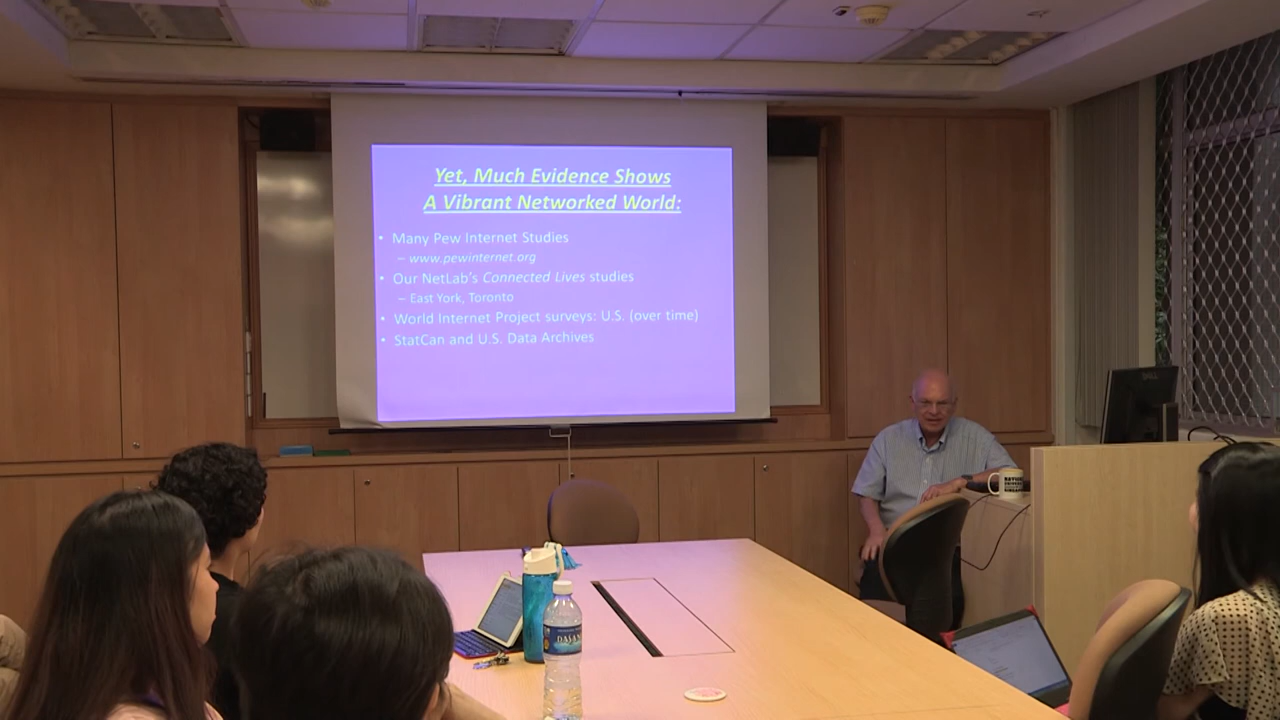 Yet, Much Evidence Shows
A Vibrant Networked World:
• Many Pew Internet Studies
– www.pewinternet.org
• Our NetLab's Connected Lives studies
– East York, Toronto
• World Internet Project surveys: U.S. (over time)
• StatCan and U.S. Data Archives
DASANI